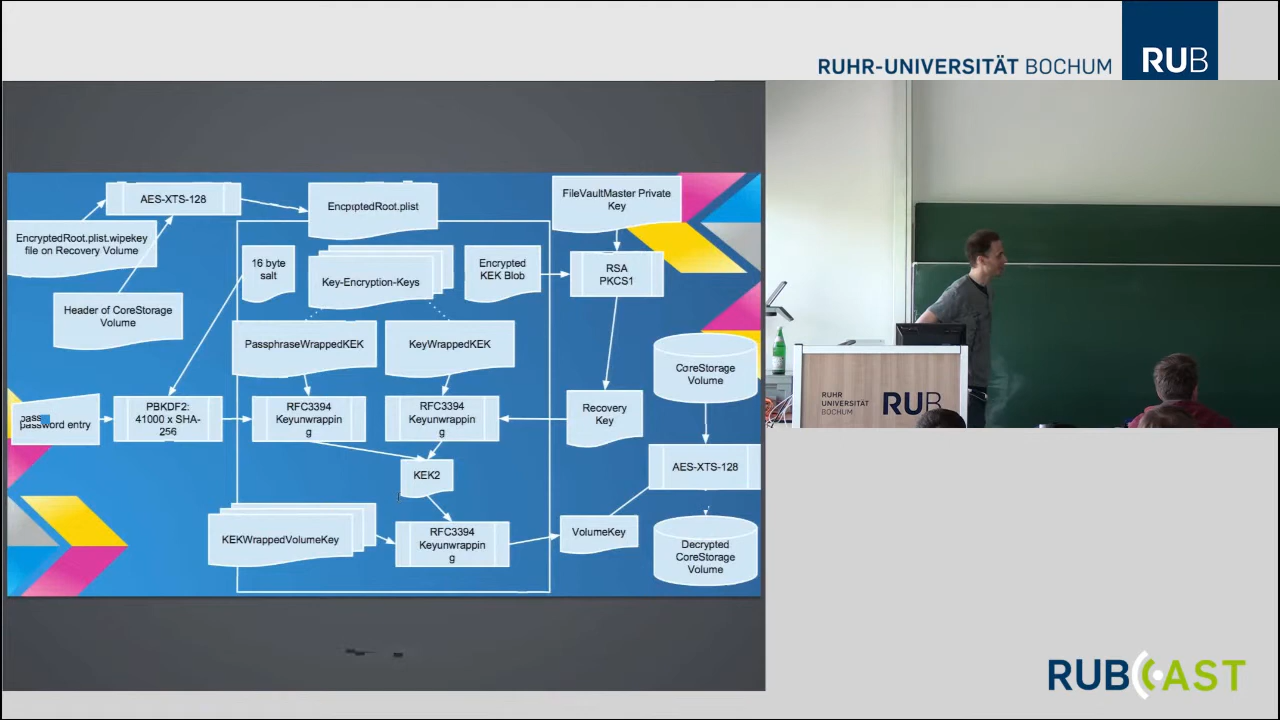 RUHR-UNIVERSITÄT BOCHUM
RUB
AES-XTS-128
EncryptedRoot.plist.wipekey
file on Recovery Volume
Header of CoreStorage
Volume
password entry
PBKDF2:
41000 x SHA-
256
16 byte
salt
Key-Encryption-Keys
Encrypted
KEK Blob
PassphraseWrappedKEK
KeyWrappedKEK
RFC3394
Keyunwrappin
g
RFC3394
Keyunwrappin
g
KEK2
KEKWrappedVolumeKey
RFC3394
Keyunwrappin
g
FileVaultMaster Private
Key
RSA
PKCS1
Recovery
Key
VolumeKey
CoreStorage
Volume
AES-XTS-128
Decrypted
CoreStorage
Volume
RUHR
UNIVERSITÄT
BOCHUM
RUB
RUBCAST